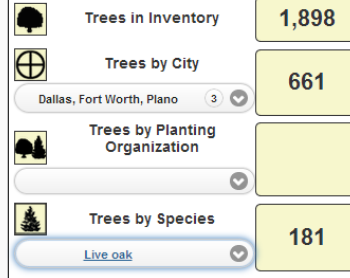 Trees in Inventory 1,898
Trees by City 661
Dallas, Fort Worth, Plano 3
Trees by Planting
Organization
Trees by Species 181
Live oak